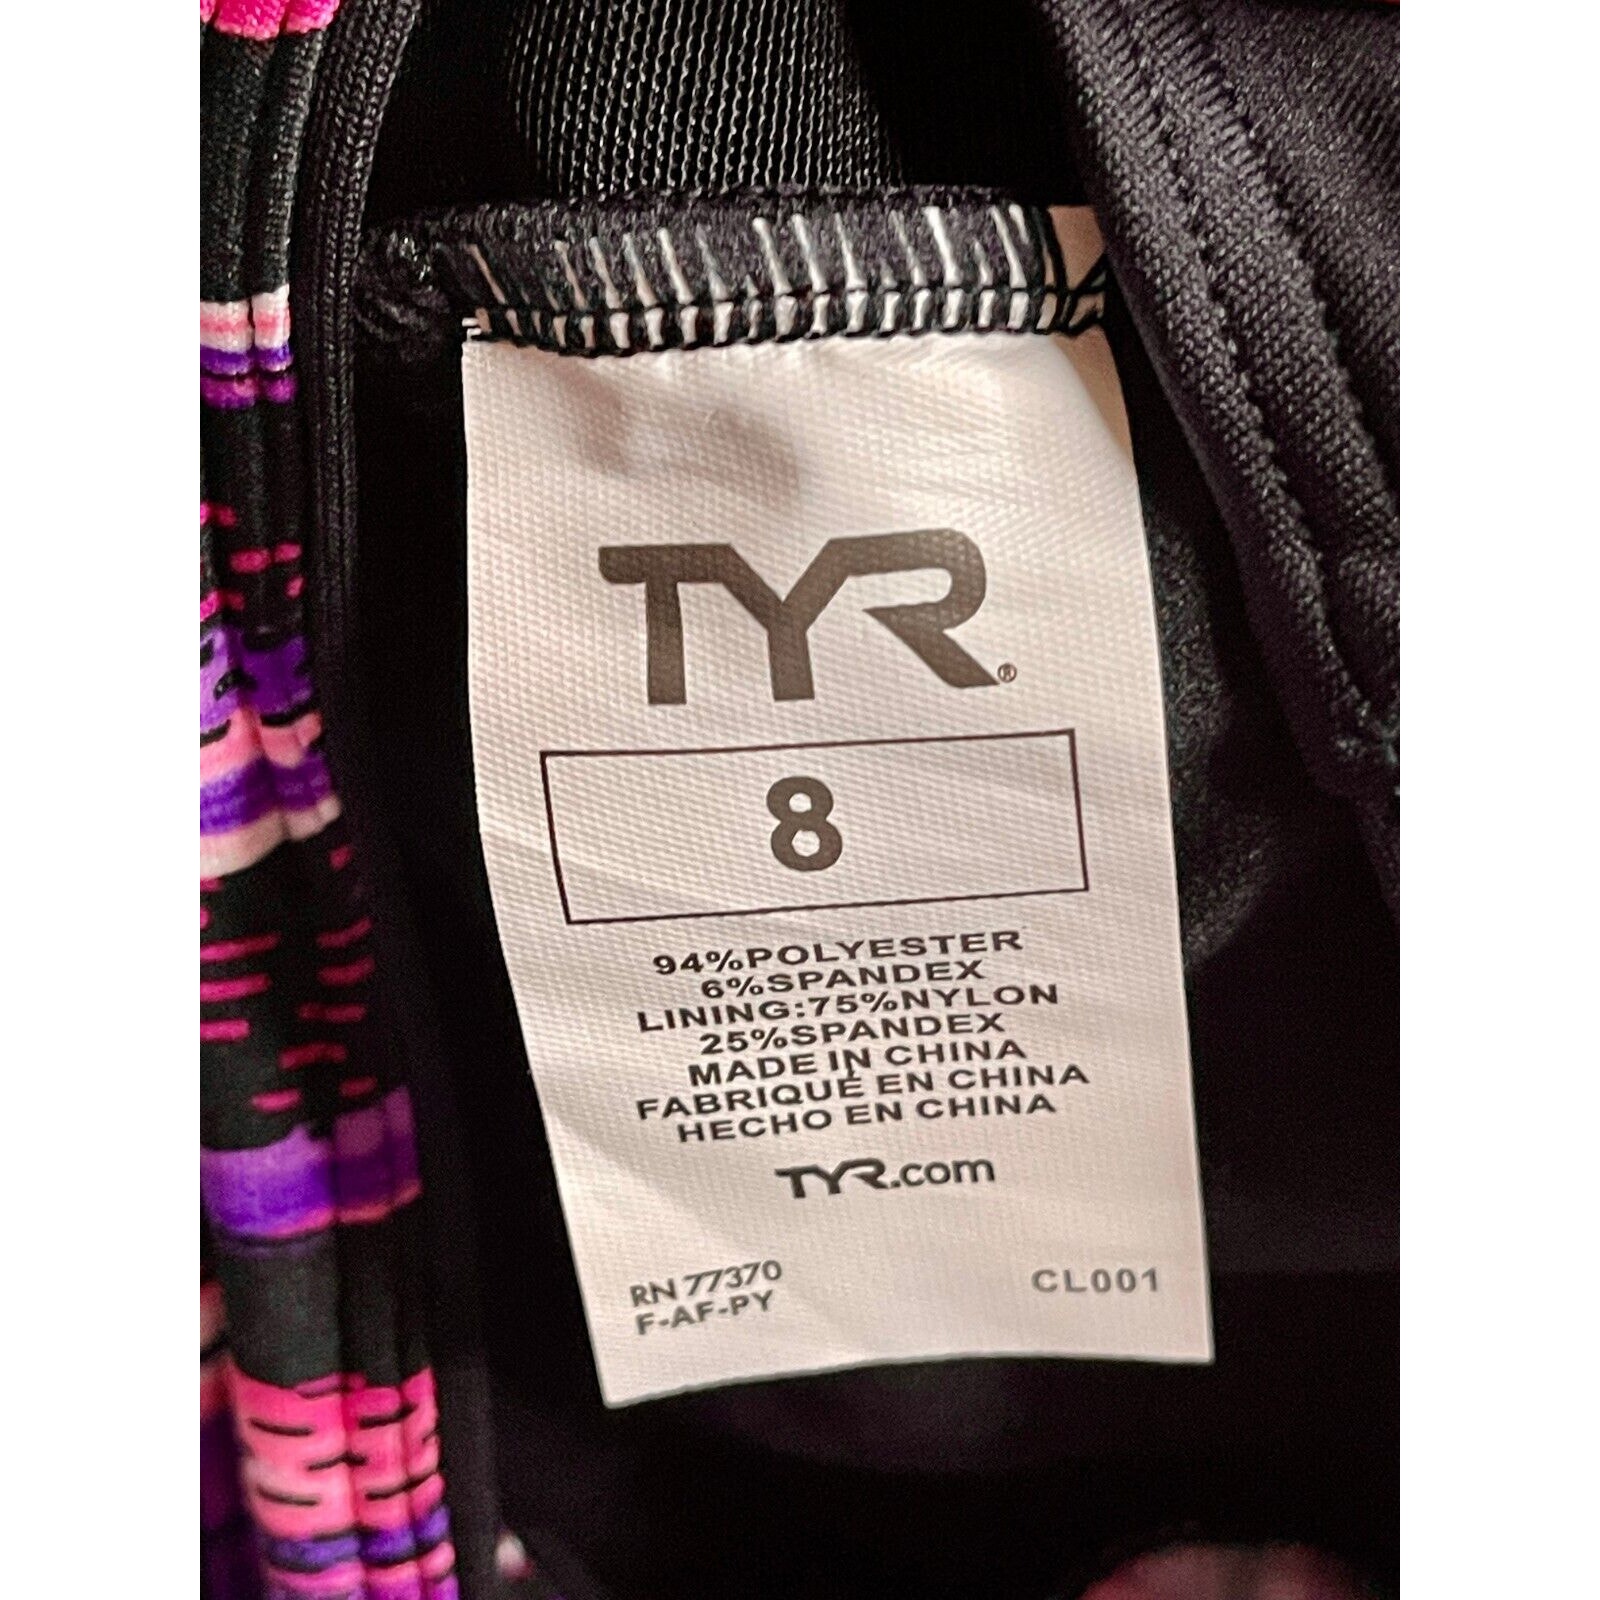 TYR®
8
94%POLYESTER
6%SPANDEX
LINING:75%NYLON
25%SPANDEX
MADE IN CHINA
FABRIQUÉ EN CHINA
HECHO EN CHINA
TYR.com
RN 77370
F-AF-PY
CL001